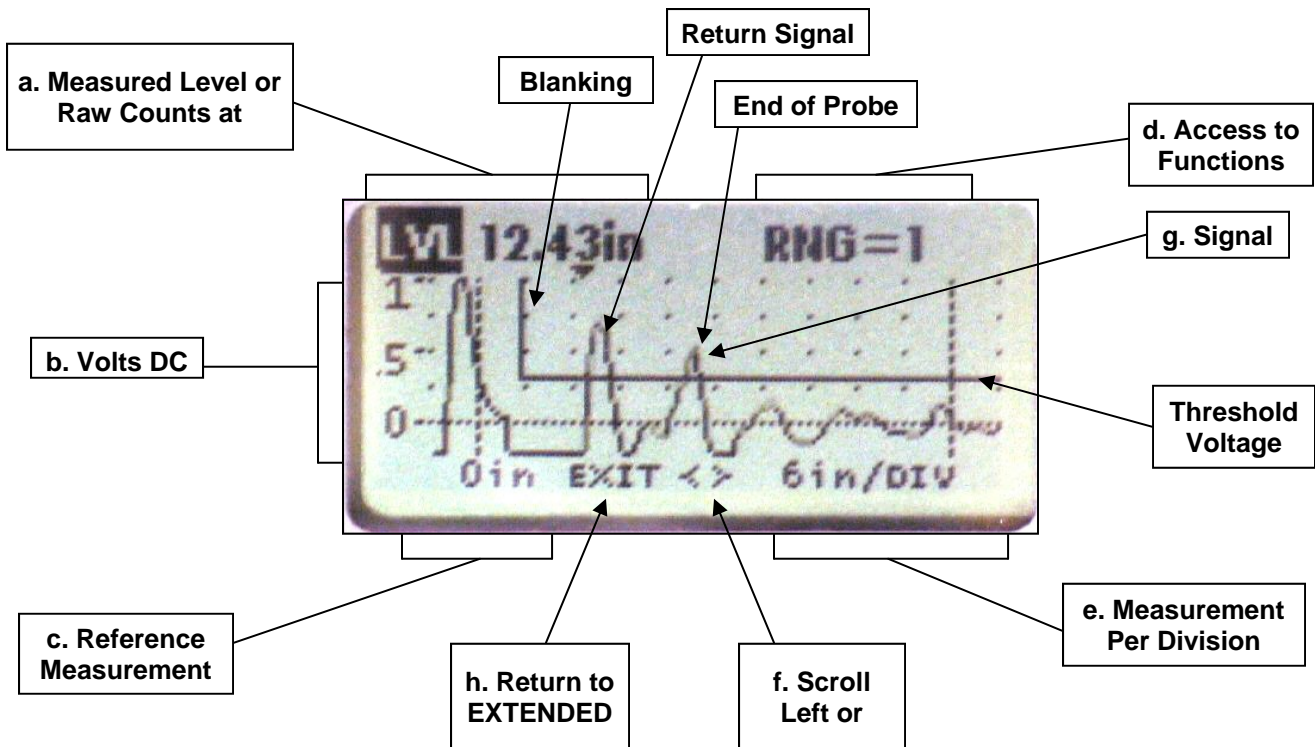 Return Signal
a. Measured Level or
Raw Counts at
Blanking
End of Probe
d. Access to
Functions
g. Signal
LVL 12.43in RNG=1
1
.5
0
b. Volts DC
Threshold
Voltage
0in EXIT < > 6in/DIV
c. Reference
Measurement
h. Return to
EXTENDED
f. Scroll
Left or
e. Measurement
Per Division